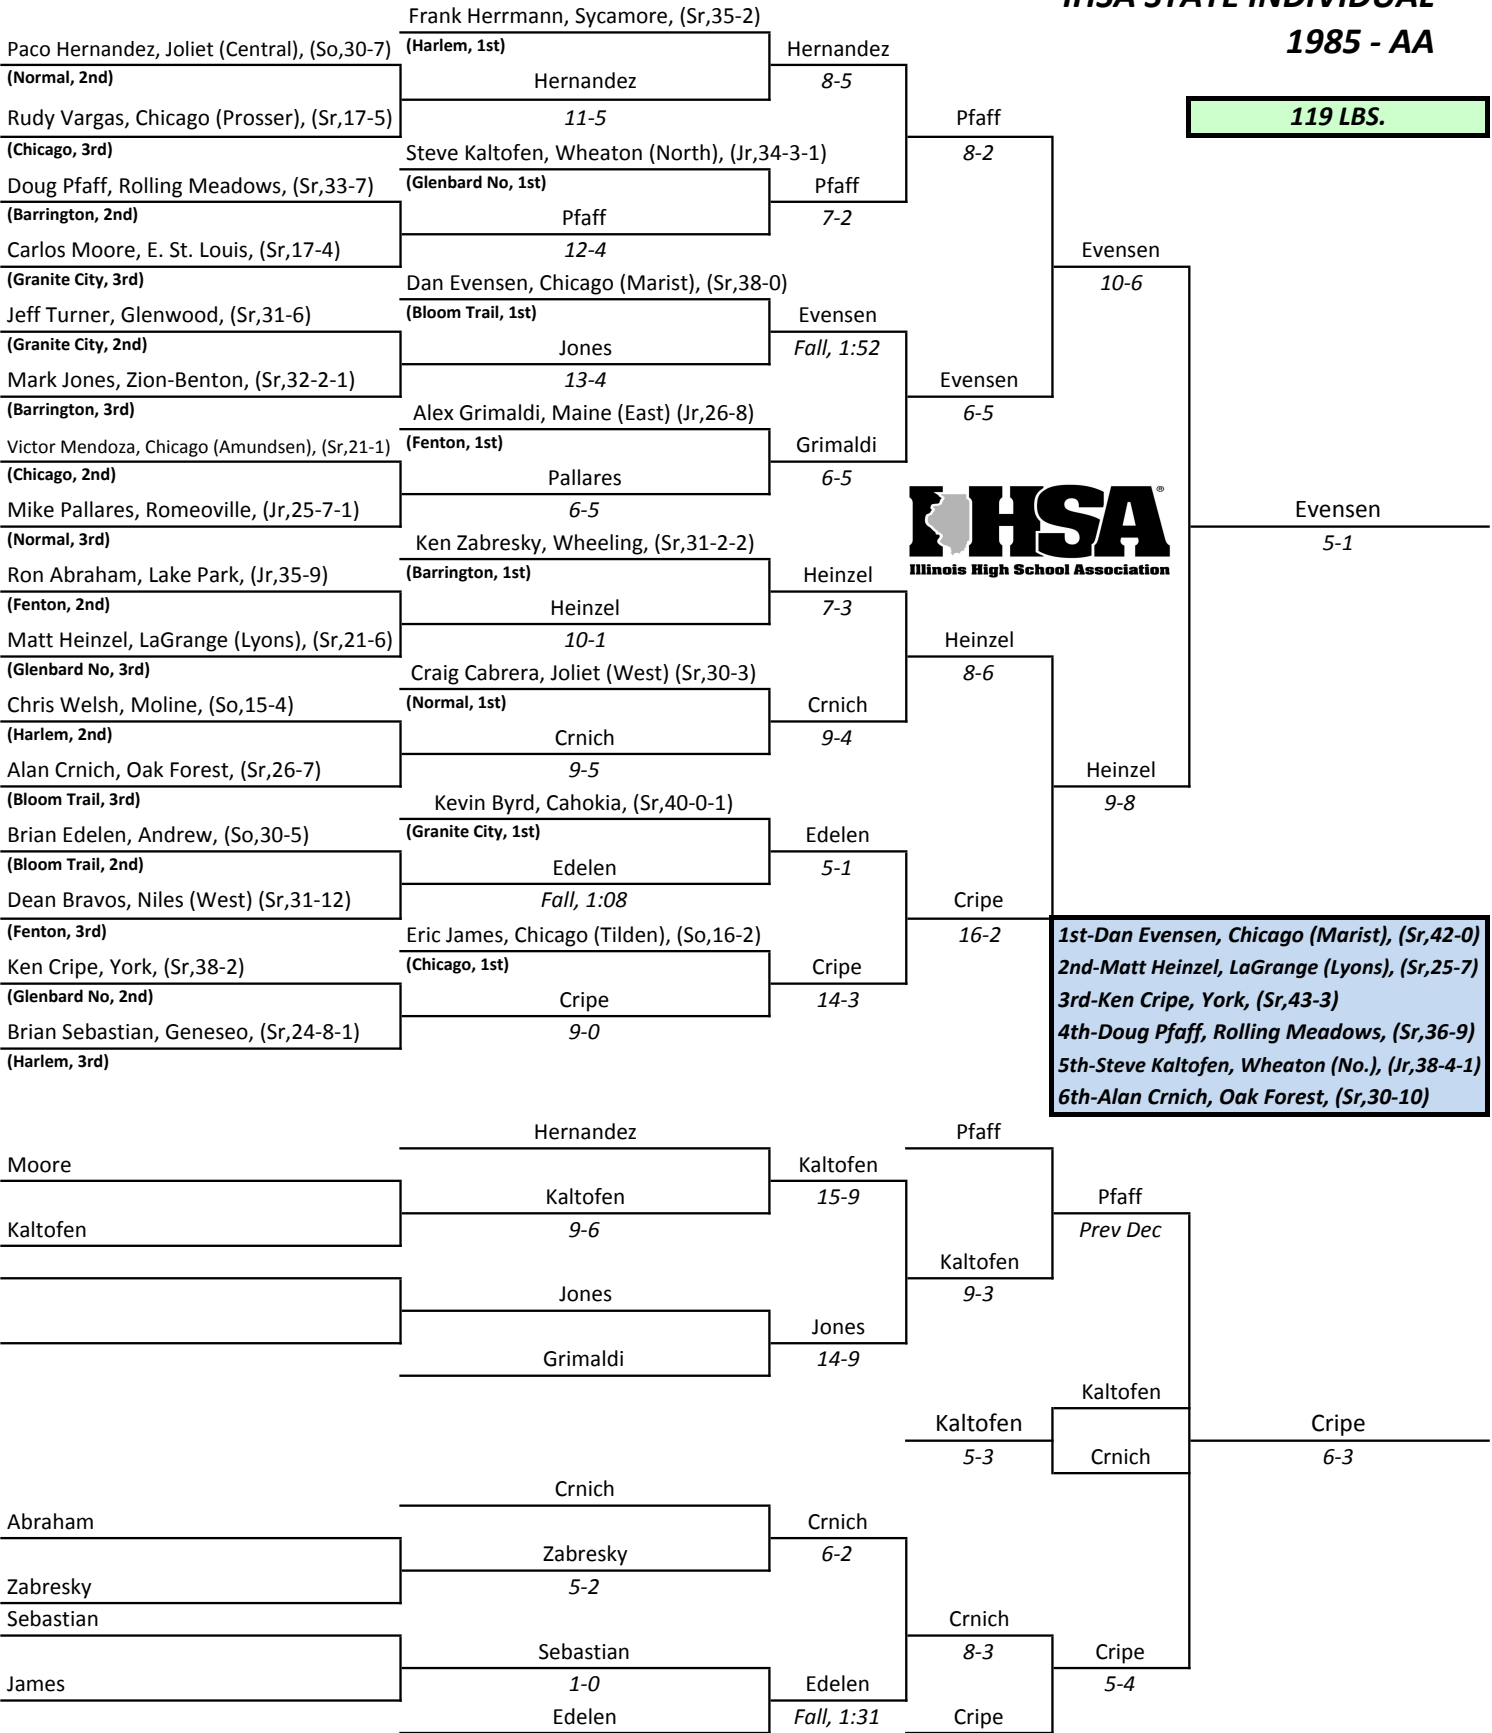 IHSA STATE INDIVIDUAL
1985 - AA
119 LBS.
Frank Herrmann, Sycamore, (Sr,35-2)
Paco Hernandez, Joliet (Central), (So,30-7)
(Harlem, 1st)
Hernandez
(Normal, 2nd)
Hernandez
8-5
Rudy Vargas, Chicago (Prosser), (Sr,17-5)
11-5
Pfaff
(Chicago, 3rd)
Steve Kaltofen, Wheaton (North), (Jr,34-3-1)
8-2
Doug Pfaff, Rolling Meadows, (Sr,33-7)
(Glenbard No, 1st)
Pfaff
(Barrington, 2nd)
Pfaff
7-2
Carlos Moore, E. St. Louis, (Sr,17-4)
12-4
Evensen
(Granite City, 3rd)
Dan Evensen, Chicago (Marist), (Sr,38-0)
10-6
Jeff Turner, Glenwood, (Sr,31-6)
(Bloom Trail, 1st)
Evensen
(Granite City, 2nd)
Jones
Fall, 1:52
Mark Jones, Zion-Benton, (Sr,32-2-1)
13-4
Evensen
(Barrington, 3rd)
Alex Grimaldi, Maine (East) (Jr,26-8)
6-5
Victor Mendoza, Chicago (Amundsen), (Sr,21-1)
(Fenton, 1st)
Grimaldi
(Chicago, 2nd)
Pallares
6-5
Mike Pallares, Romeoville, (Jr,25-7-1)
6-5
IHSA®
Illinois High School Association
Evensen
(Normal, 3rd)
Ken Zabresky, Wheeling, (Sr,31-2-2)
5-1
Ron Abraham, Lake Park, (Jr,35-9)
(Barrington, 1st)
Heinzel
(Fenton, 2nd)
Heinzel
7-3
Matt Heinzel, LaGrange (Lyons), (Sr,21-6)
10-1
Heinzel
(Glenbard No, 3rd)
Craig Cabrera, Joliet (West) (Sr,30-3)
8-6
Chris Welsh, Moline, (So,15-4)
(Normal, 1st)
Crnich
(Harlem, 2nd)
Crnich
9-4
Alan Crnich, Oak Forest, (Sr,26-7)
9-5
Heinzel
(Bloom Trail, 3rd)
Kevin Byrd, Cahokia, (Sr,40-0-1)
9-8
Brian Edelen, Andrew, (So,30-5)
(Granite City, 1st)
Edelen
(Bloom Trail, 2nd)
Edelen
5-1
Dean Bravos, Niles (West) (Sr,31-12)
Fall, 1:08
Cripe
(Fenton, 3rd)
Eric James, Chicago (Tilden), (So,16-2)
16-2
Ken Cripe, York, (Sr,38-2)
(Chicago, 1st)
Cripe
(Glenbard No, 2nd)
Cripe
14-3
Brian Sebastian, Geneseo, (Sr,24-8-1)
9-0
(Harlem, 3rd)
1st-Dan Evensen, Chicago (Marist), (Sr,42-0)
2nd-Matt Heinzel, LaGrange (Lyons), (Sr,25-7)
3rd-Ken Cripe, York, (Sr,43-3)
4th-Doug Pfaff, Rolling Meadows, (Sr,36-9)
5th-Steve Kaltofen, Wheaton (No.), (Jr,38-4-1)
6th-Alan Crnich, Oak Forest, (Sr,30-10)
Hernandez
Pfaff
Moore
Kaltofen
Kaltofen
15-9
Pfaff
Kaltofen
9-6
Prev Dec
Kaltofen
Jones
9-3
Jones
Grimaldi
14-9
Kaltofen
Kaltofen
Cripe
5-3
Crnich
6-3
Crnich
Abraham
Crnich
Zabresky
6-2
Zabresky
5-2
Sebastian
Crnich
Sebastian
8-3
Cripe
James
1-0
Edelen
5-4
Edelen
Fall, 1:31
Cripe